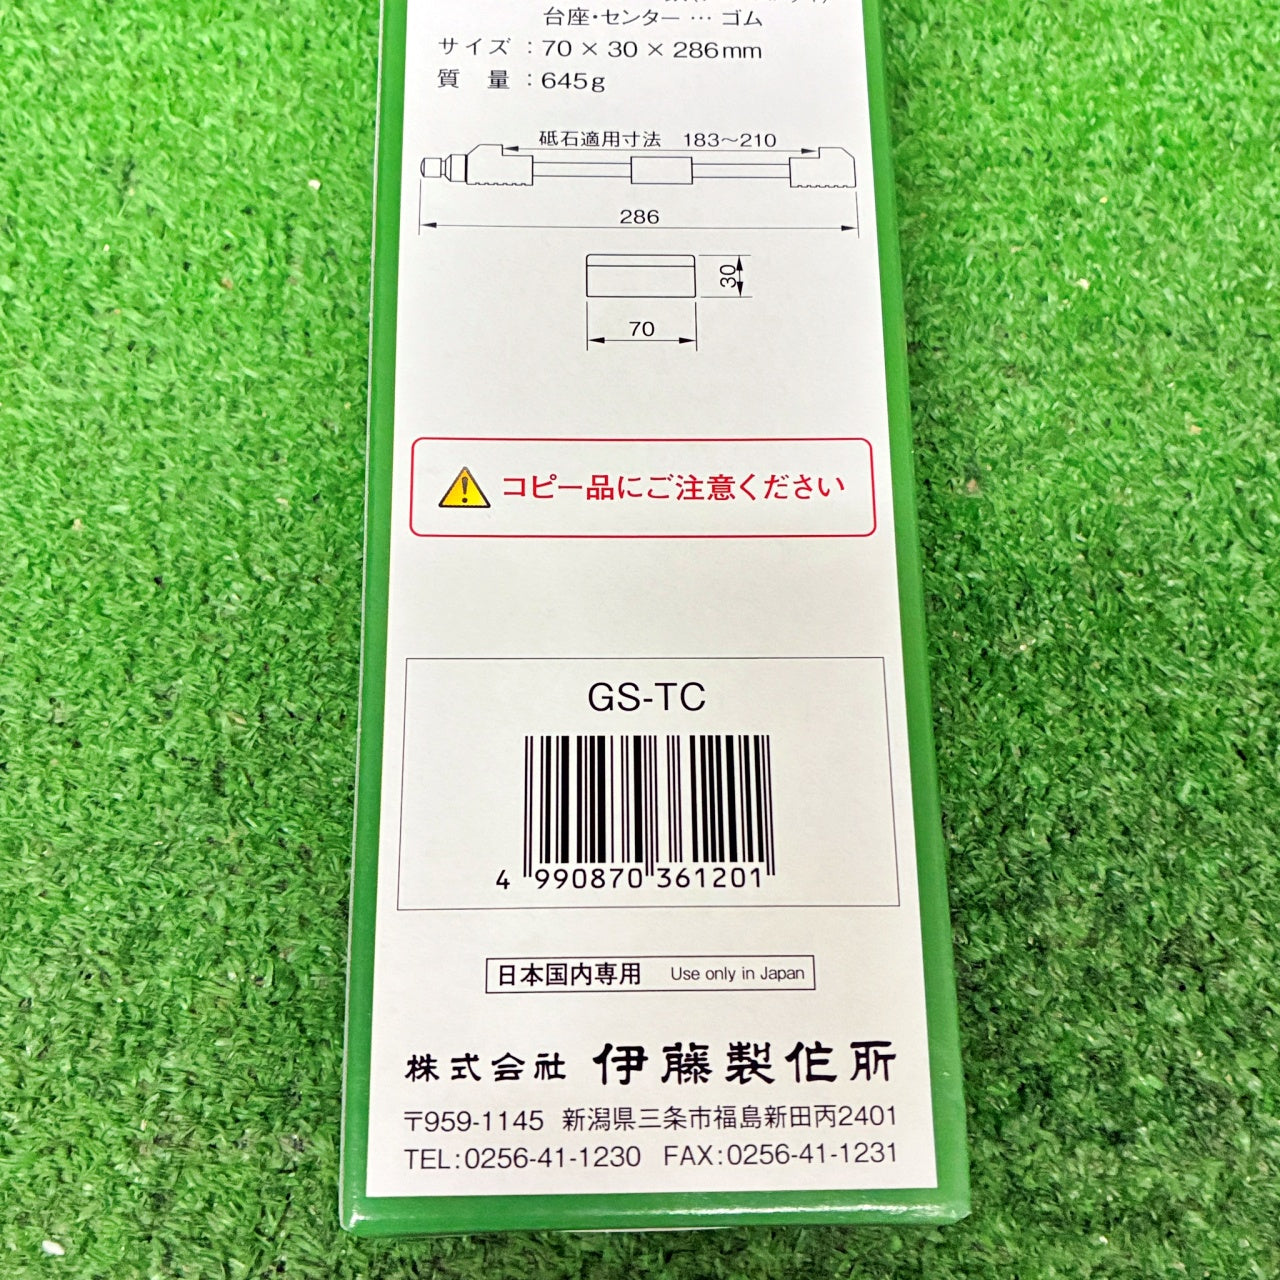 台座・センター … ゴム
サイズ : 70 × 30 × 286mm
質 量 : 645g
砥石適用寸法 183〜210
286
30
70
コピー品にご注意ください
GS-TC
4 990870 361201
日本国内専用 Use only in Japan
株式会社 伊藤製作所
〒959-1145 新潟県三条市福島新田丙2401
TEL:0256-41-1230 FAX:0256-41-1231